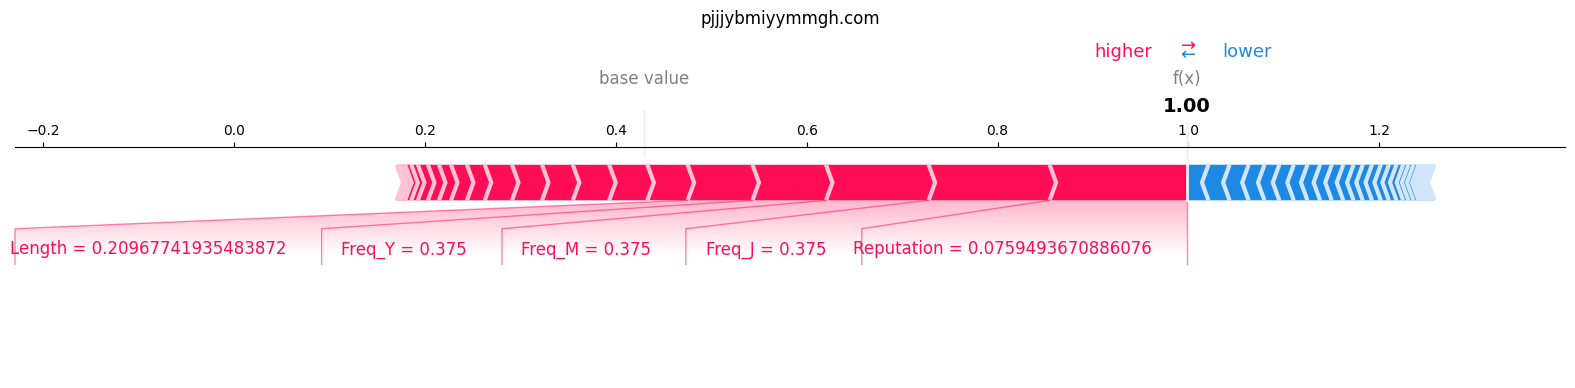 pjjjybmiyymmgh.com
higher → ← lower
base value f(x)
1.00
−0.2 0.0 0.2 0.4 0.6 0.8 1.0 1.2
Length = 0.20967741935483872 Freq_Y = 0.375 Freq_M = 0.375 Freq_J = 0.375 Reputation = 0.0759493670886076